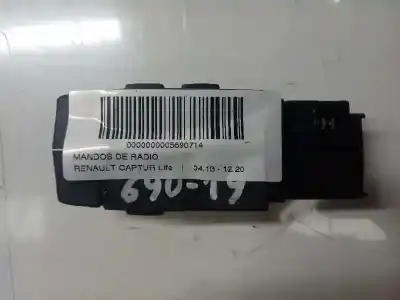 0000000005690714
MANDOS DE RADIO
RENAULT CAPTUR Life | 04.13 - 12.20
690-19